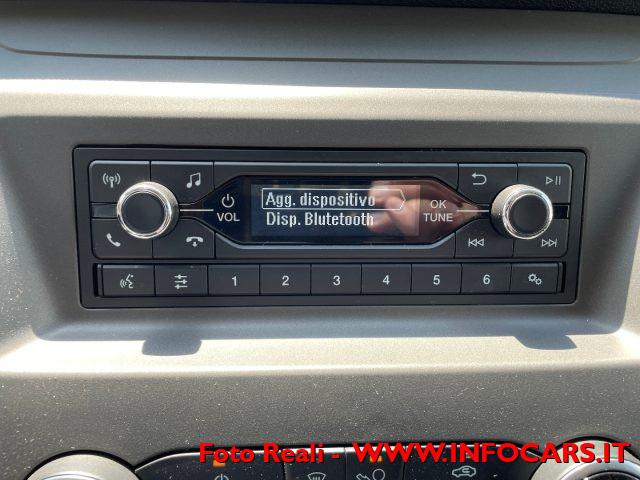 Agg. dispositivo
Disp. Blutetooth
VOL
OK
TUNE
1 2 3 4 5 6
Foto Reali - WWW.INFOCARS.IT